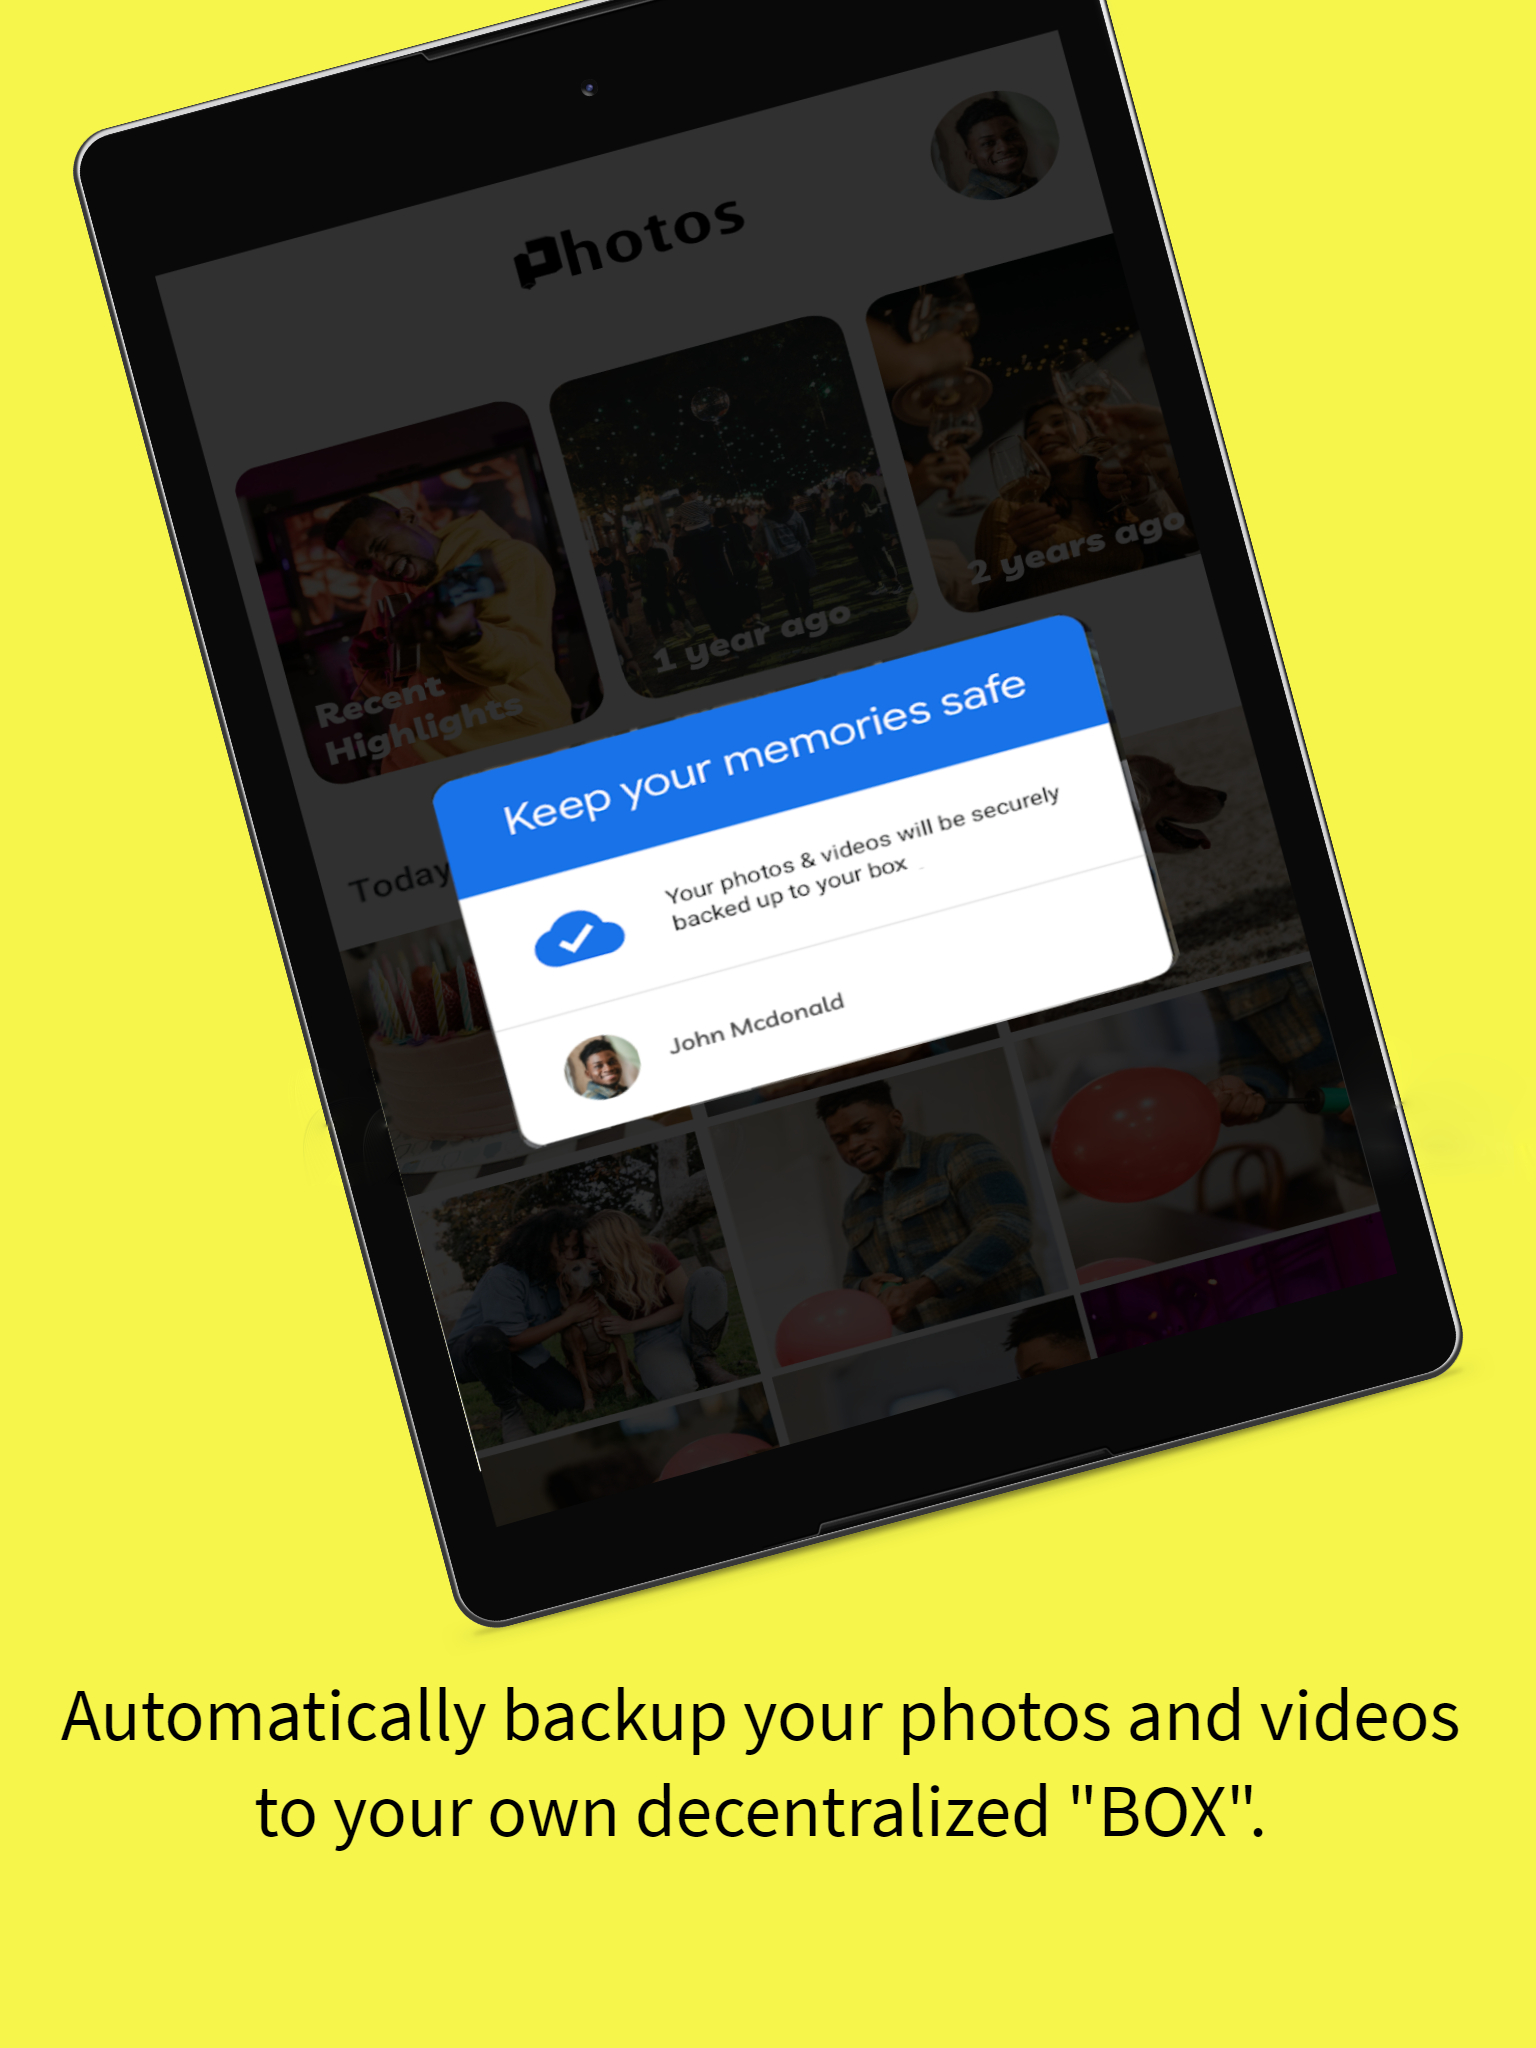 Photos
Recent
Highlights
1 year ago
2 years ago
Today
Keep your memories safe
Your photos & videos will be securely
backed up to your box
John Mcdonald
Automatically backup your photos and videos
to your own decentralized "BOX".